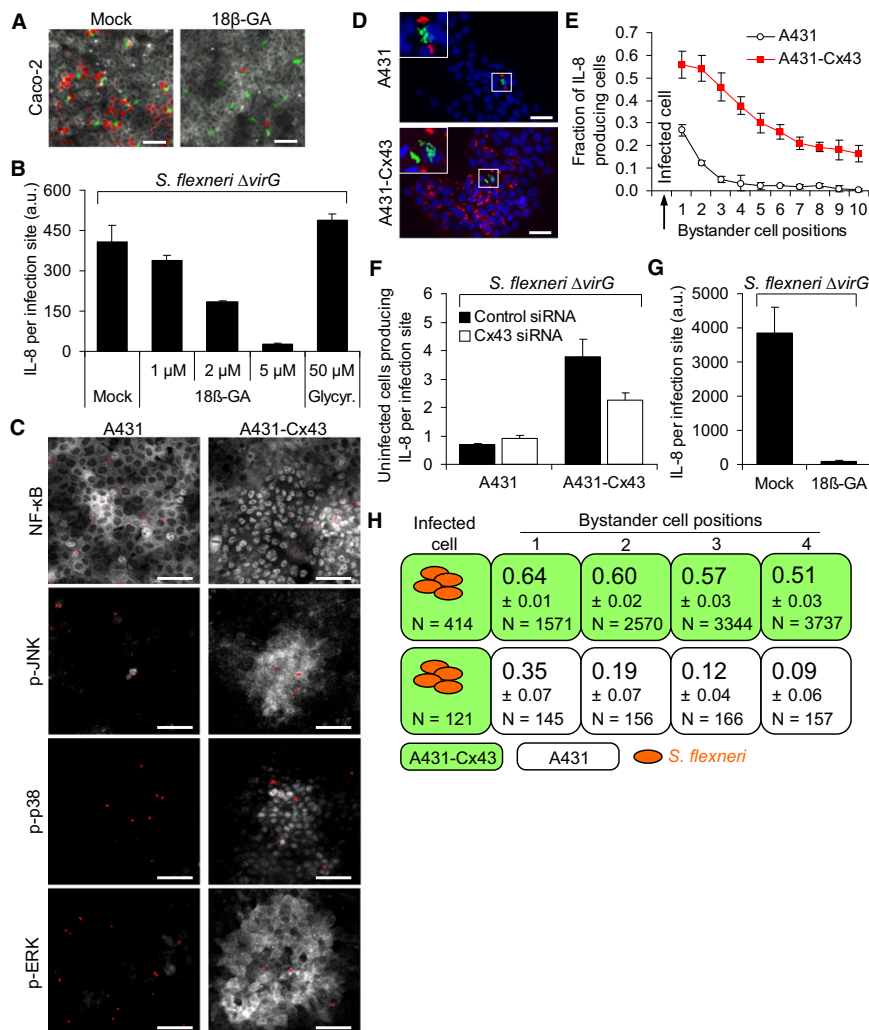 A
Mock
18β-GA
Caco-2
B
S. flexneri ΔvirG
IL-8 per infection site (a.u.)
600
450
300
150
0
1 µM
2 µM
5 µM
50 µM
Mock
18ß-GA
Glycyr.
C
A431
A431-Cx43
NF-κB
p-JNK
p-p38
p-ERK
D
A431
A431-Cx43
E
A431
A431-Cx43
Fraction of IL-8
producing cells
0.7
0.6
0.5
0.4
0.3
0.2
0.1
0.0
Infected cell
1 2 3 4 5 6 7 8 9 10
Bystander cell positions
F
S. flexneri ΔvirG
Control siRNA
Cx43 siRNA
Uninfected cells producing
IL-8 per infection site
6
5
4
3
2
1
0
A431
A431-Cx43
G
S. flexneri ΔvirG
IL-8 per infection site (a.u.)
5000
4000
3000
2000
1000
0
Mock
18ß-GA
H
Infected
cell
Bystander cell positions
1 2 3 4
0.64 0.60 0.57 0.51
± 0.01 ± 0.02 ± 0.03 ± 0.03
N = 414 N = 1571 N = 2570 N = 3344 N = 3737
0.35 0.19 0.12 0.09
± 0.07 ± 0.07 ± 0.04 ± 0.06
N = 121 N = 145 N = 156 N = 166 N = 157
A431-Cx43
A431
S. flexneri